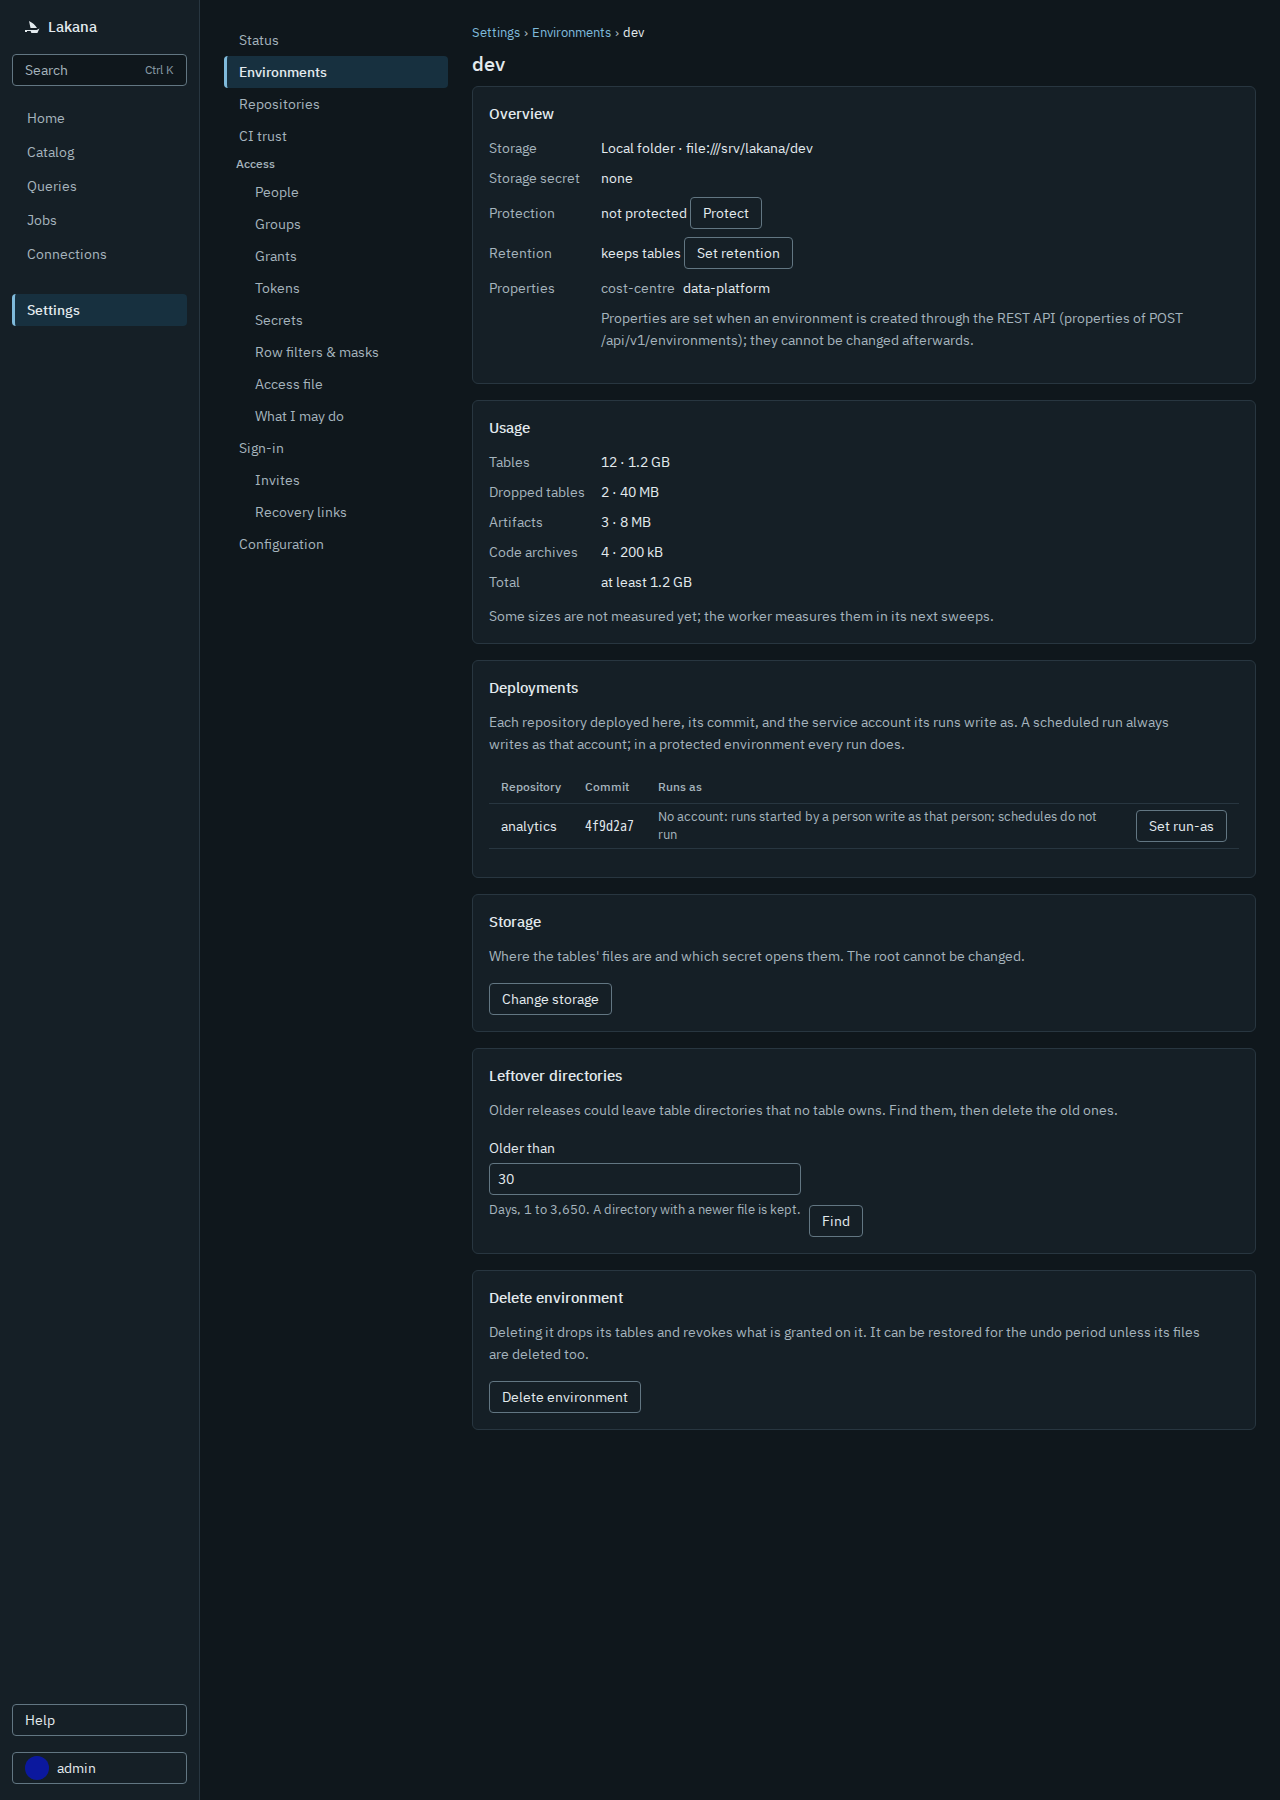 Lakana
Search Ctrl K
Home
Catalog
Queries
Jobs
Connections
Settings
Help
admin
Status
Environments
Repositories
CI trust
Access
People
Groups
Grants
Tokens
Secrets
Row filters & masks
Access file
What I may do
Sign-in
Invites
Recovery links
Configuration
Settings › Environments › dev
dev
Overview
Storage Local folder · file:///srv/lakana/dev
Storage secret none
Protection not protected Protect
Retention keeps tables Set retention
Properties cost-centre data-platform
Properties are set when an environment is created through the REST API (properties of POST
/api/v1/environments); they cannot be changed afterwards.
Usage
Tables 12 · 1.2 GB
Dropped tables 2 · 40 MB
Artifacts 3 · 8 MB
Code archives 4 · 200 kB
Total at least 1.2 GB
Some sizes are not measured yet; the worker measures them in its next sweeps.
Deployments
Each repository deployed here, its commit, and the service account its runs write as. A scheduled run always
writes as that account; in a protected environment every run does.
Repository Commit Runs as
analytics 4f9d2a7 No account: runs started by a person write as that person; schedules do not
run
Set run-as
Storage
Where the tables' files are and which secret opens them. The root cannot be changed.
Change storage
Leftover directories
Older releases could leave table directories that no table owns. Find them, then delete the old ones.
Older than
30
Days, 1 to 3,650. A directory with a newer file is kept.
Find
Delete environment
Deleting it drops its tables and revokes what is granted on it. It can be restored for the undo period unless its files
are deleted too.
Delete environment